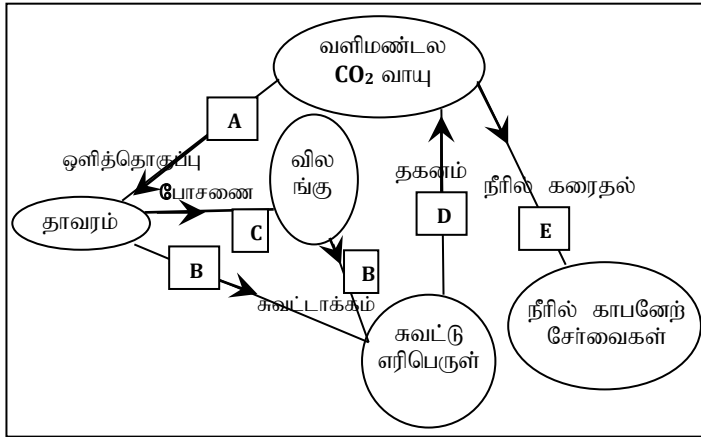 வளிமண்டல
CO₂ வாயு
A
ஒளித்தொகுப்பு
வில
ங்கு
போசணை
தகனம்
நீரில் கரைதல்
தாவரம்
C
D
E
B
B
சுவட்டாக்கம்
சுவட்டு
எரிபெருள்
நீரில் காபனேற்
சேர்வைகள்